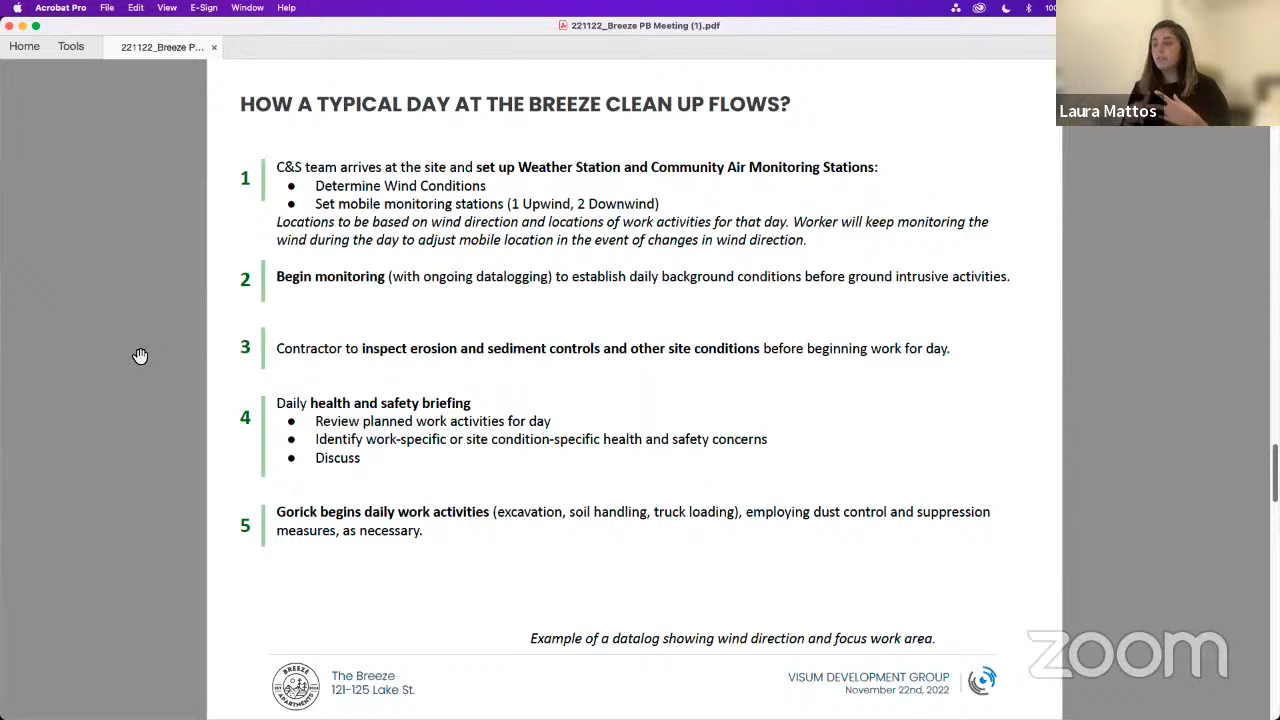 Acrobat Pro File Edit View E-Sign Window Help
221122_Breeze PB Meeting (1).pdf
Home Tools 221122_Breeze P... ×
Laura Mattos
HOW A TYPICAL DAY AT THE BREEZE CLEAN UP FLOWS?
1 C&S team arrives at the site and set up Weather Station and Community Air Monitoring Stations:
● Determine Wind Conditions
● Set mobile monitoring stations (1 Upwind, 2 Downwind)
Locations to be based on wind direction and locations of work activities for that day. Worker will keep monitoring the
wind during the day to adjust mobile location in the event of changes in wind direction.
2 Begin monitoring (with ongoing datalogging) to establish daily background conditions before ground intrusive activities.
3 Contractor to inspect erosion and sediment controls and other site conditions before beginning work for day.
4 Daily health and safety briefing
● Review planned work activities for day
● Identify work-specific or site condition-specific health and safety concerns
● Discuss
5 Gorick begins daily work activities (excavation, soil handling, truck loading), employing dust control and suppression
measures, as necessary.
Example of a datalog showing wind direction and focus work area.
BREEZE
APARTMENTS
The Breeze
121-125 Lake St.
VISUM DEVELOPMENT GROUP
November 22nd, 2022
zoom